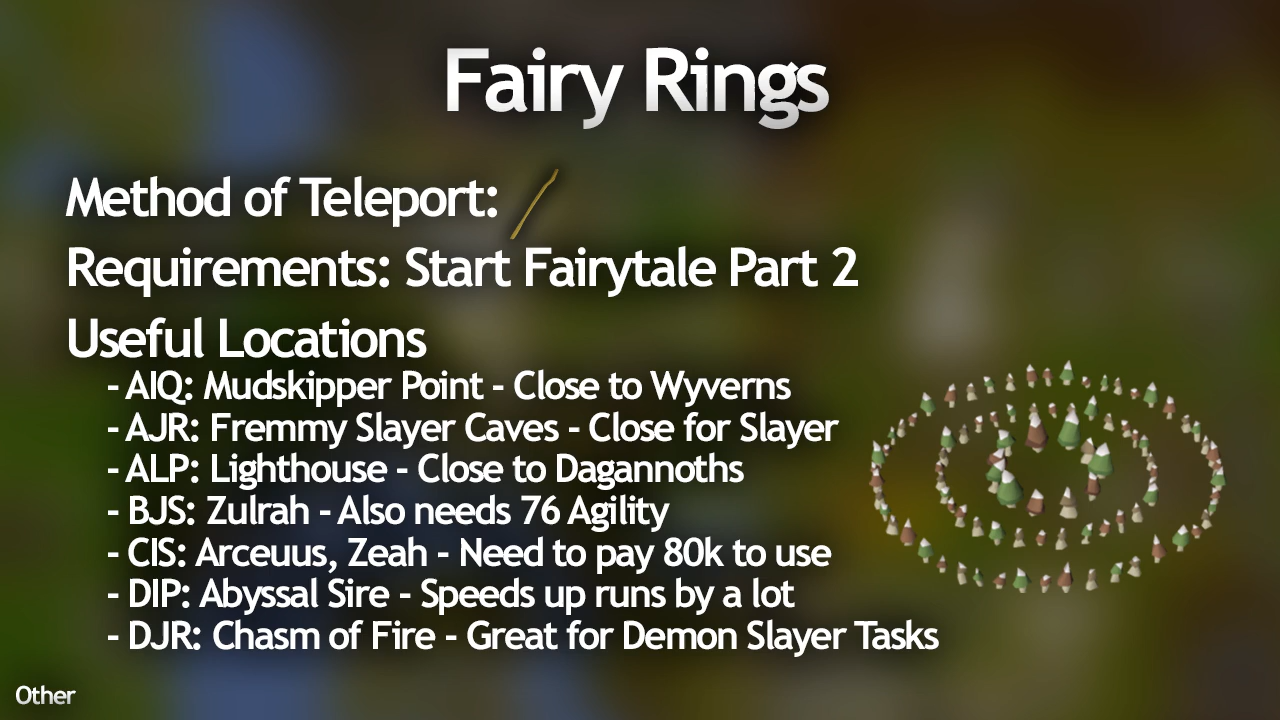 Fairy Rings
Method of Teleport:
Requirements: Start Fairytale Part 2
Useful Locations
- AIQ: Mudskipper Point - Close to Wyverns
- AJR: Fremmy Slayer Caves - Close for Slayer
- ALP: Lighthouse - Close to Dagannoths
- BJS: Zulrah - Also needs 76 Agility
- CIS: Arceuus, Zeah - Need to pay 80k to use
- DIP: Abyssal Sire - Speeds up runs by a lot
- DJR: Chasm of Fire - Great for Demon Slayer Tasks
Other